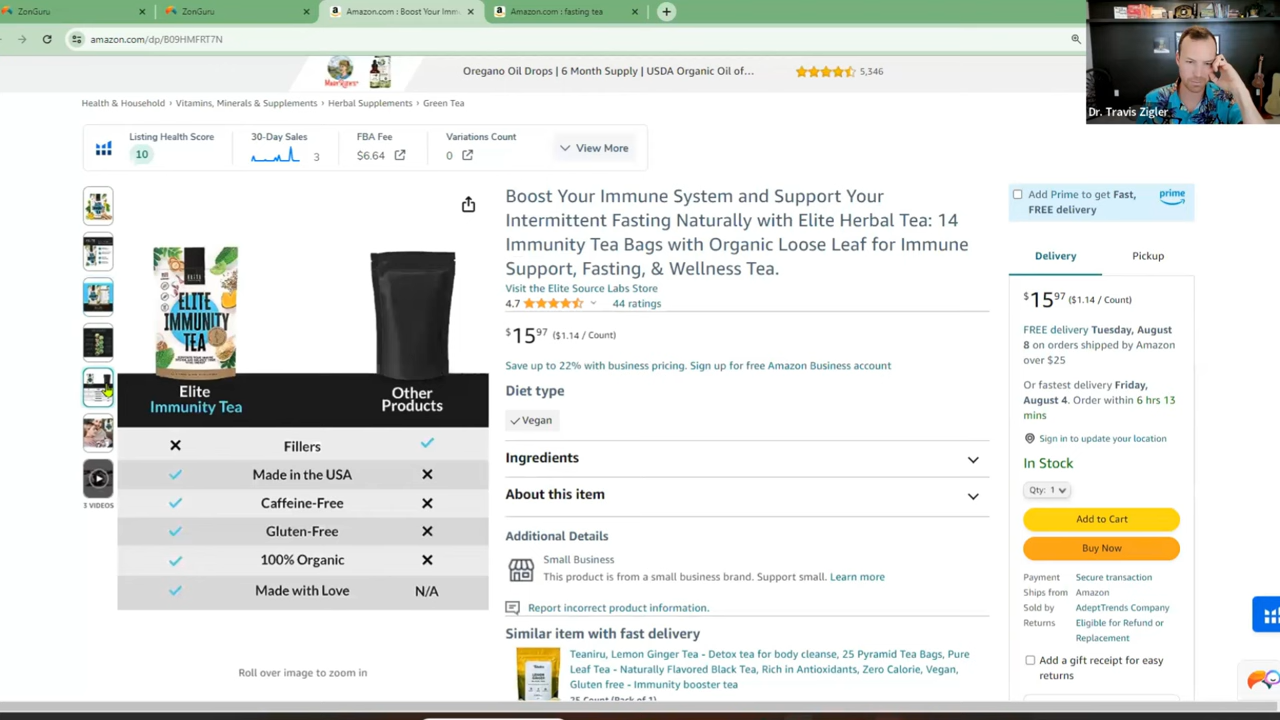 ZonGuru
ZonGuru
Amazon.com : Boost Your Imm
Amazon.com : fasting tea
amazon.com/dp/B09HMFRT7N
Oregano Oil Drops | 6 Month Supply | USDA Organic Oil of...
5,346
Dr. Travis Zigler
Health & Household › Vitamins, Minerals & Supplements › Herbal Supplements › Green Tea
Listing Health Score
10
30-Day Sales
3
FBA Fee
$6.64
Variations Count
0
View More
Boost Your Immune System and Support Your
Intermittent Fasting Naturally with Elite Herbal Tea: 14
Immunity Tea Bags with Organic Loose Leaf for Immune
Support, Fasting, & Wellness Tea.
Visit the Elite Source Labs Store
4.7
44 ratings
$15.97 ($1.14 / Count)
Save up to 22% with business pricing. Sign up for free Amazon Business account
Diet type
Vegan
Ingredients
About this item
Additional Details
Small Business
This product is from a small business brand. Support small. Learn more
Report incorrect product information.
Similar item with fast delivery
Teaniru, Lemon Ginger Tea - Detox tea for body cleanse, 25 Pyramid Tea Bags, Pure
Leaf Tea - Naturally Flavored Black Tea, Rich in Antioxidants, Zero Calorie, Vegan,
Gluten free - Immunity booster tea
25 Count (Pack of 1)
3 VIDEOS
ELITE
IMMUNITY
TEA
Elite
Immunity Tea
Other
Products
Fillers
Made in the USA
Caffeine-Free
Gluten-Free
100% Organic
Made with Love
N/A
Roll over image to zoom in
Add Prime to get Fast,
FREE delivery
prime
Delivery
Pickup
$15.97 ($1.14 / Count)
FREE delivery Tuesday, August
8 on orders shipped by Amazon
over $25
Or fastest delivery Friday,
August 4. Order within 6 hrs 13
mins
Sign in to update your location
In Stock
Qty: 1
Add to Cart
Buy Now
Payment Secure transaction
Ships from Amazon
Sold by AdeptTrends Company
Returns Eligible for Refund or
Replacement
Add a gift receipt for easy
returns